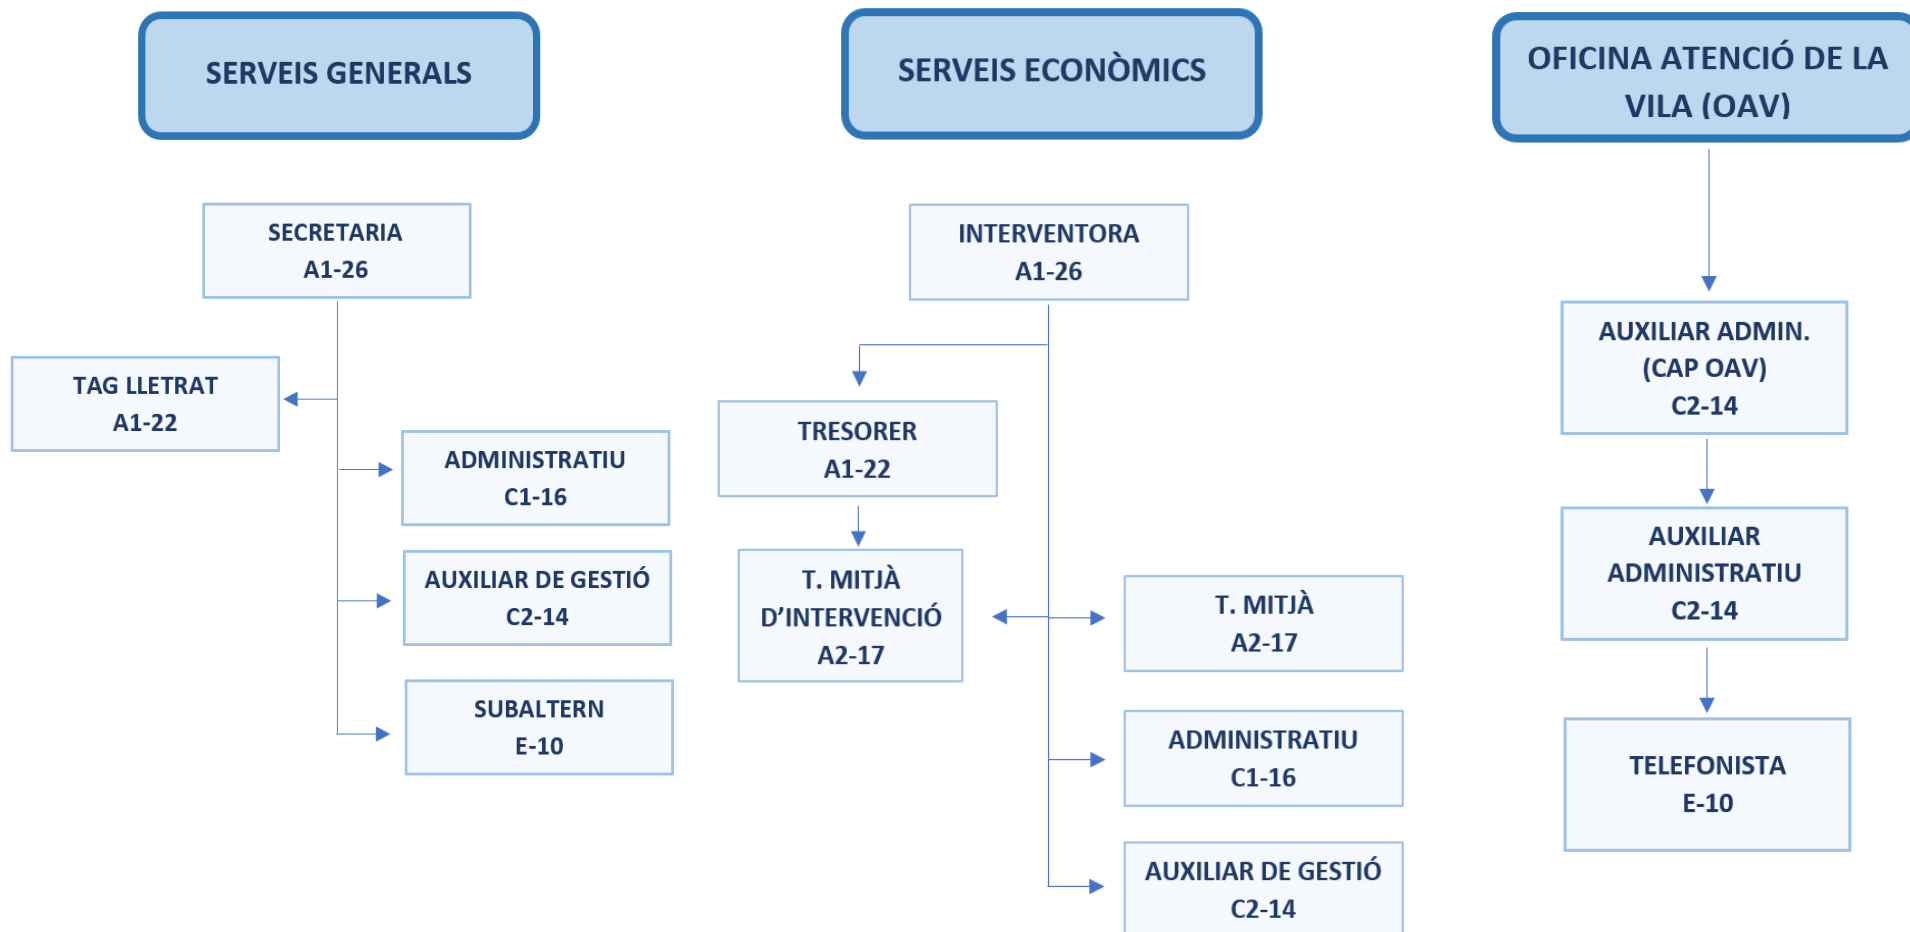 SERVEIS GENERALS
SECRETARIA
A1-26
TAG LLETRAT
A1-22
ADMINISTRATIU
C1-16
AUXILIAR DE GESTIÓ
C2-14
SUBALTERN
E-10
SERVEIS ECONÒMICS
INTERVENTORA
A1-26
TRESORER
A1-22
T. MITJÀ
D’INTERVENCIÓ
A2-17
T. MITJÀ
A2-17
ADMINISTRATIU
C1-16
AUXILIAR DE GESTIÓ
C2-14
OFICINA ATENCIÓ DE LA
VILA (OAV)
AUXILIAR ADMIN.
(CAP OAV)
C2-14
AUXILIAR
ADMINISTRATIU
C2-14
TELEFONISTA
E-10